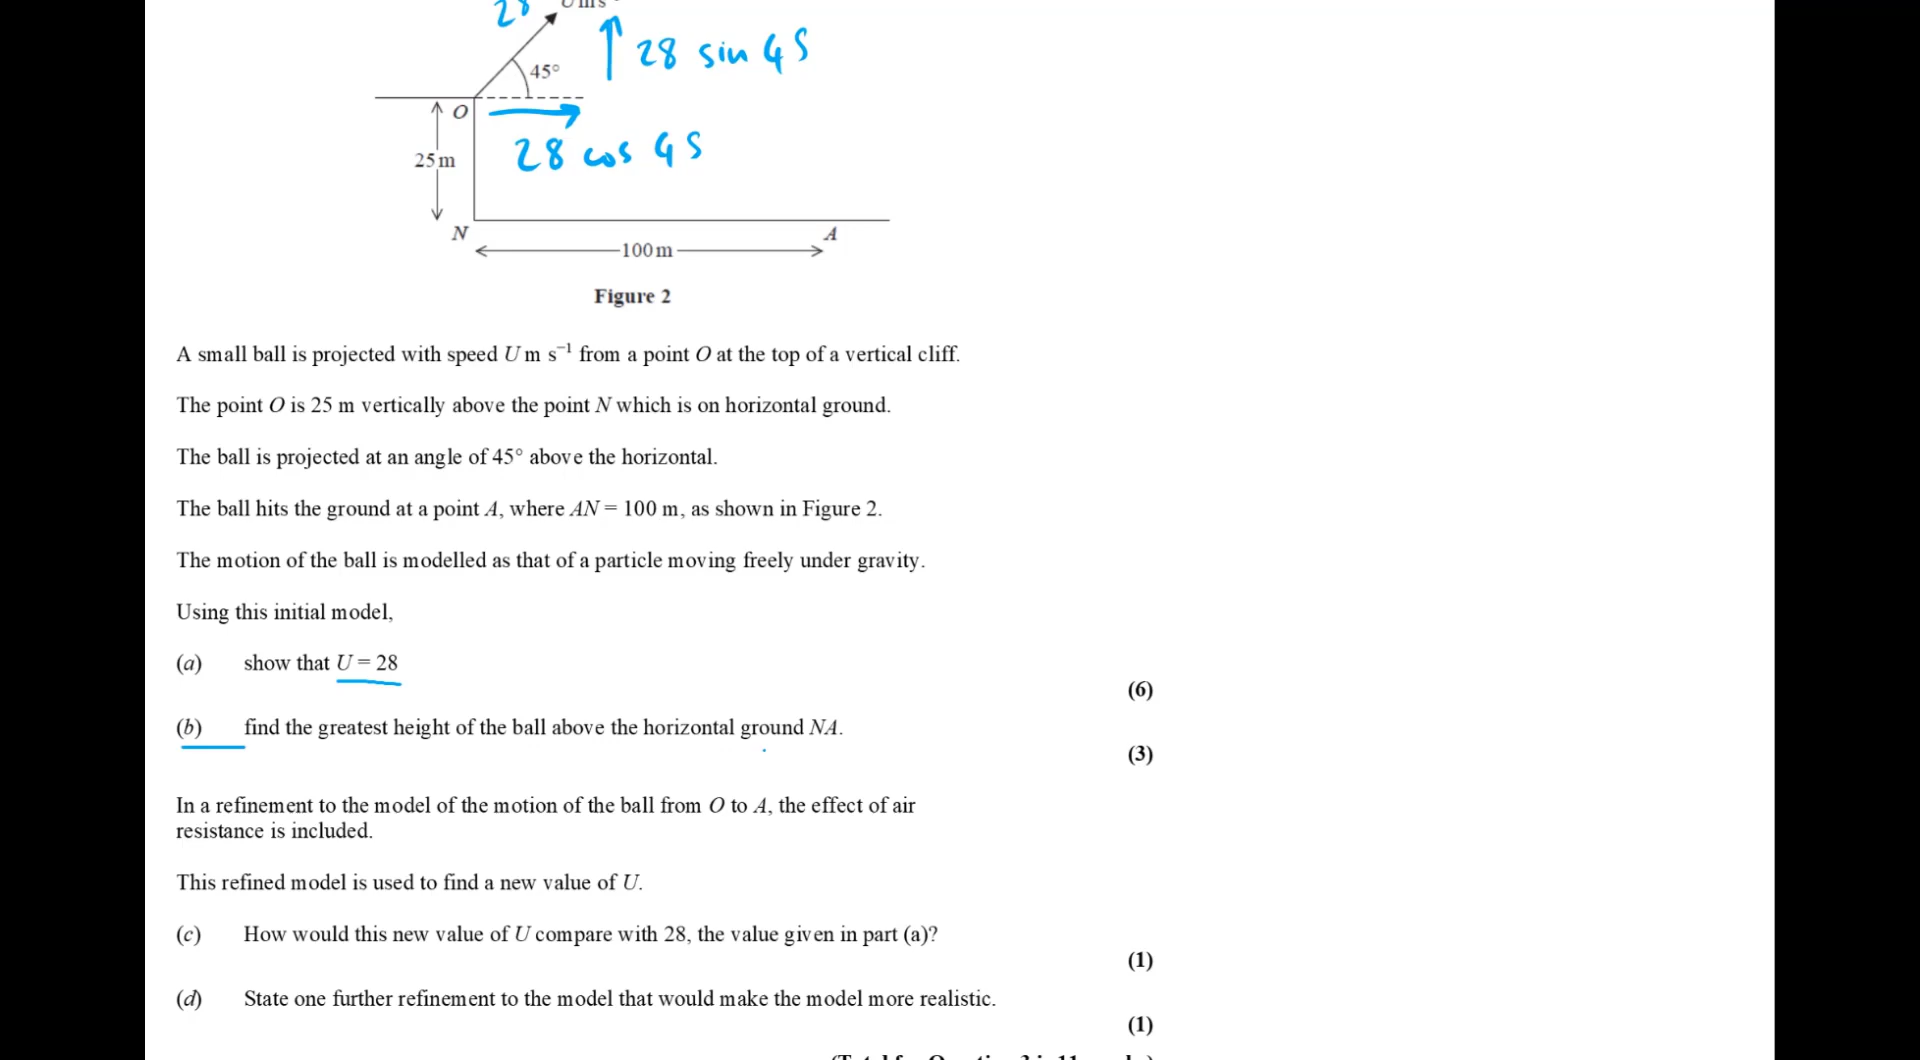 28 U m s
45° 28 sin 45
O
25 m 28 cos 45
N A
100 m
Figure 2
A small ball is projected with speed U m s⁻¹ from a point O at the top of a vertical cliff.
The point O is 25 m vertically above the point N which is on horizontal ground.
The ball is projected at an angle of 45° above the horizontal.
The ball hits the ground at a point A, where AN = 100 m, as shown in Figure 2.
The motion of the ball is modelled as that of a particle moving freely under gravity.
Using this initial model,
(a) show that U = 28
(6)
(b) find the greatest height of the ball above the horizontal ground NA.
(3)
In a refinement to the model of the motion of the ball from O to A, the effect of air
resistance is included.
This refined model is used to find a new value of U.
(c) How would this new value of U compare with 28, the value given in part (a)?
(1)
(d) State one further refinement to the model that would make the model more realistic.
(1)